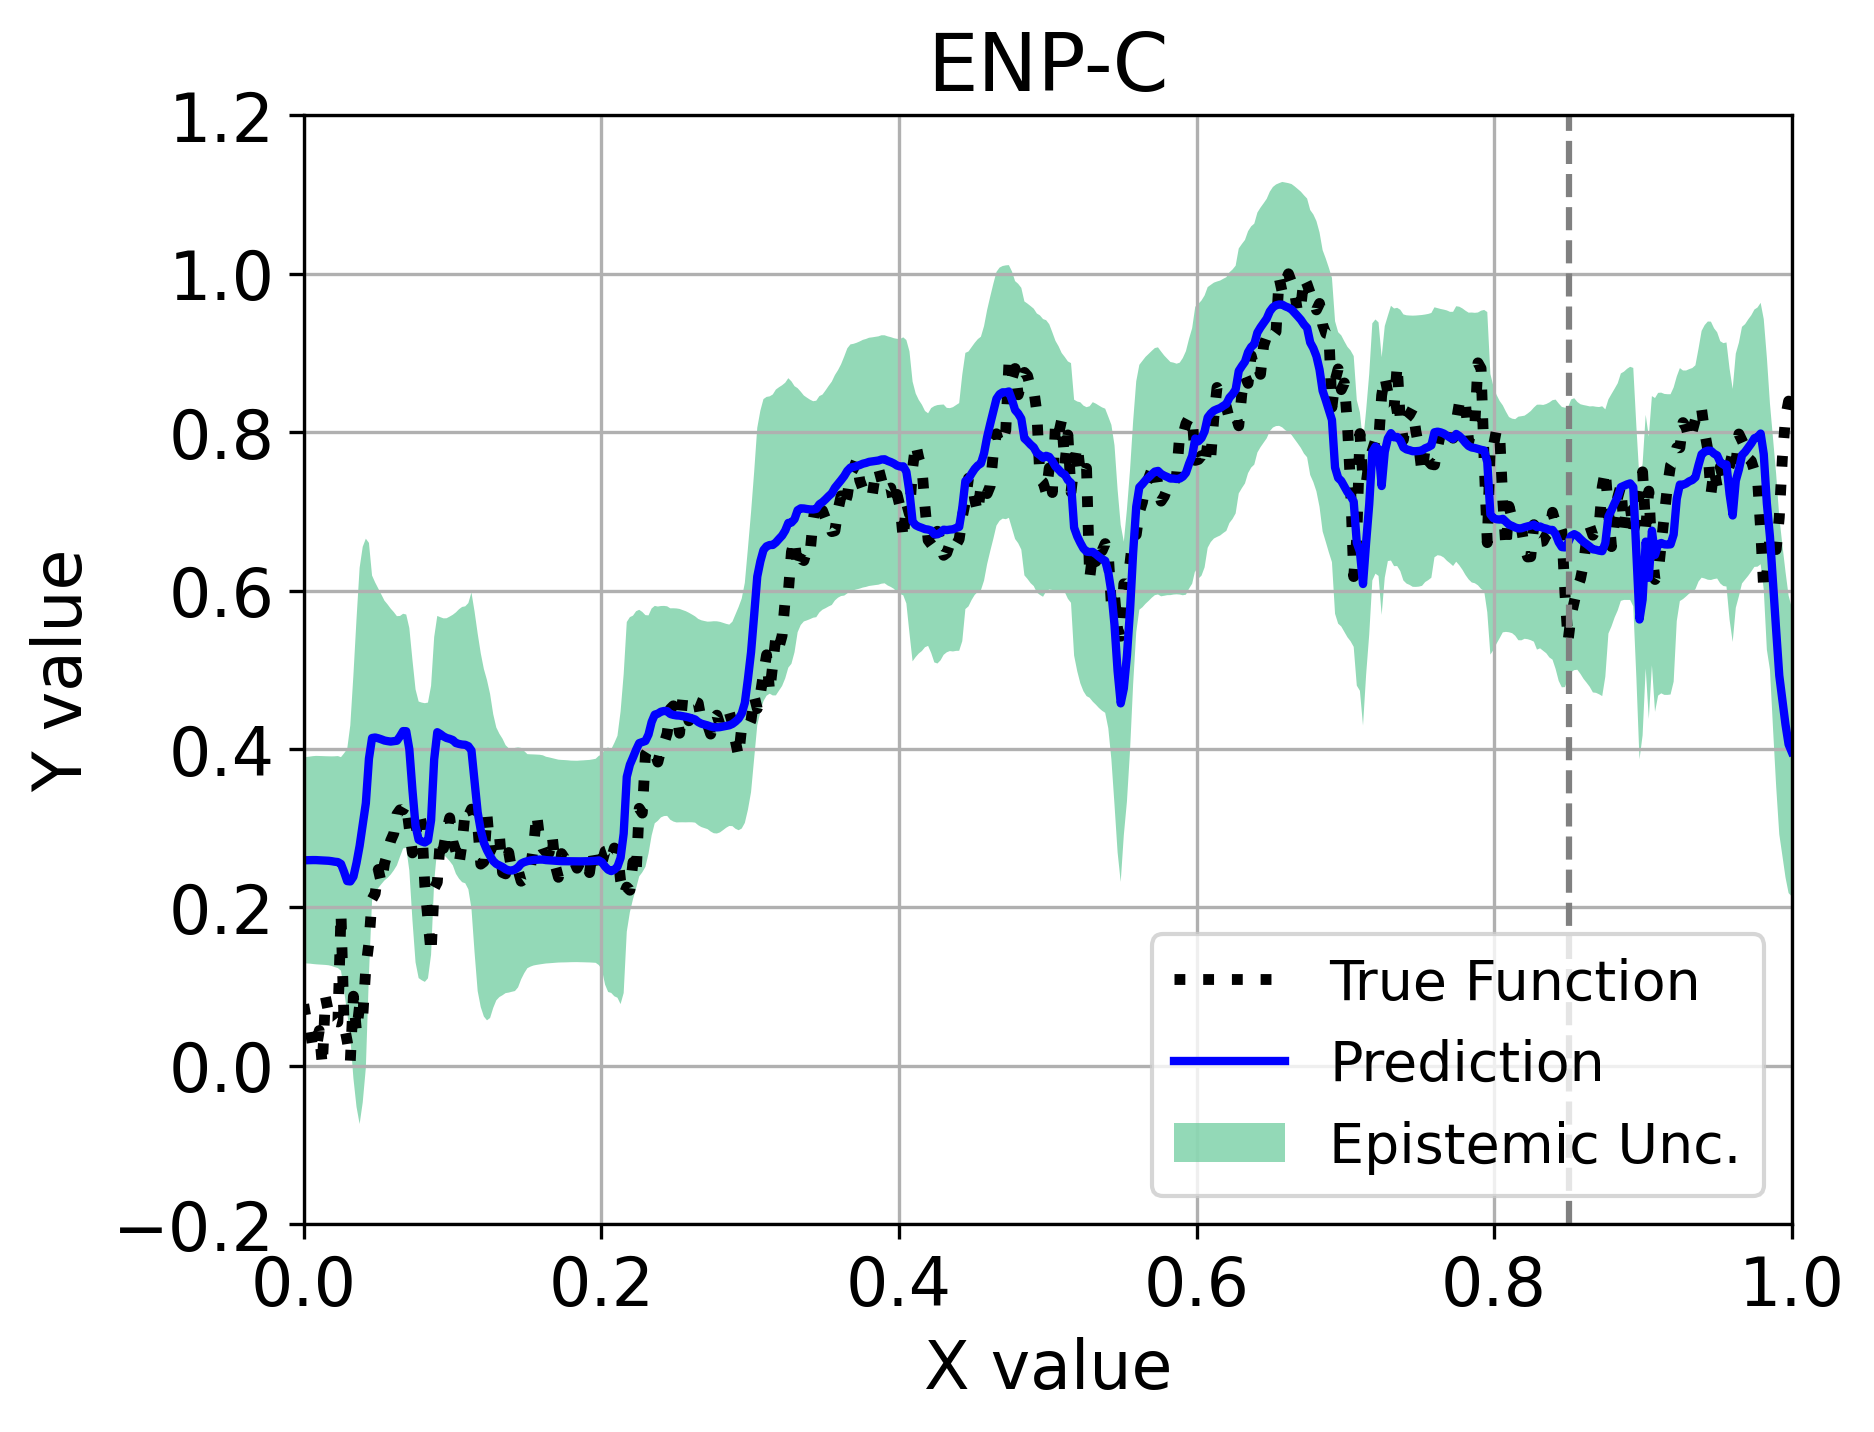 ENP-C
1.2
1.0
0.8
0.6
0.4
0.2
0.0
−0.2
Y value
0.0 0.2 0.4 0.6 0.8 1.0
X value
True Function
Prediction
Epistemic Unc.